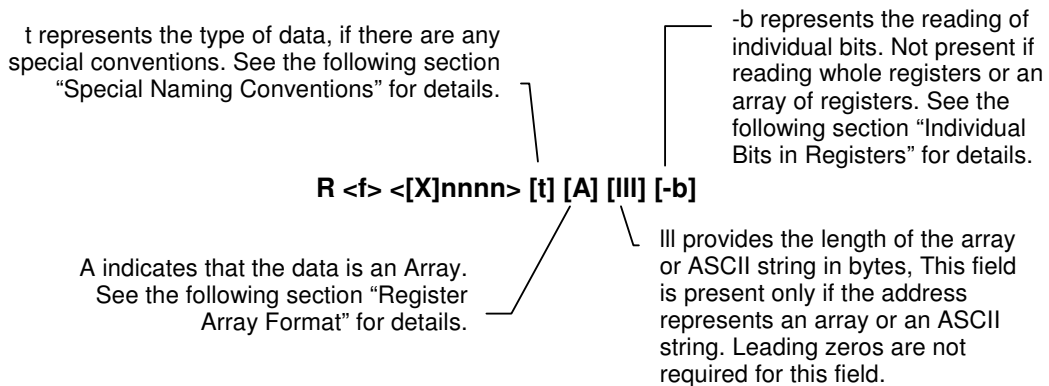 t represents the type of data, if there are any
special conventions. See the following section
“Special Naming Conventions” for details.
-b represents the reading of
individual bits. Not present if
reading whole registers or an
array of registers. See the
following section “Individual
Bits in Registers” for details.
R <f> <[X]nnnn> [t] [A] [lll] [-b]
A indicates that the data is an Array.
See the following section “Register
Array Format” for details.
lll provides the length of the array
or ASCII string in bytes, This field
is present only if the address
represents an array or an ASCII
string. Leading zeros are not
required for this field.